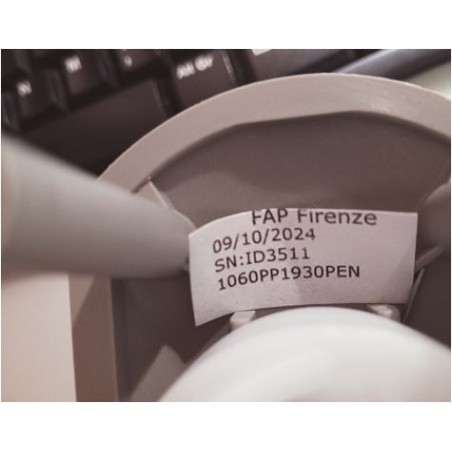 FAP Firenze
09/10/2024
SN:ID3511
1060PP1930PEN